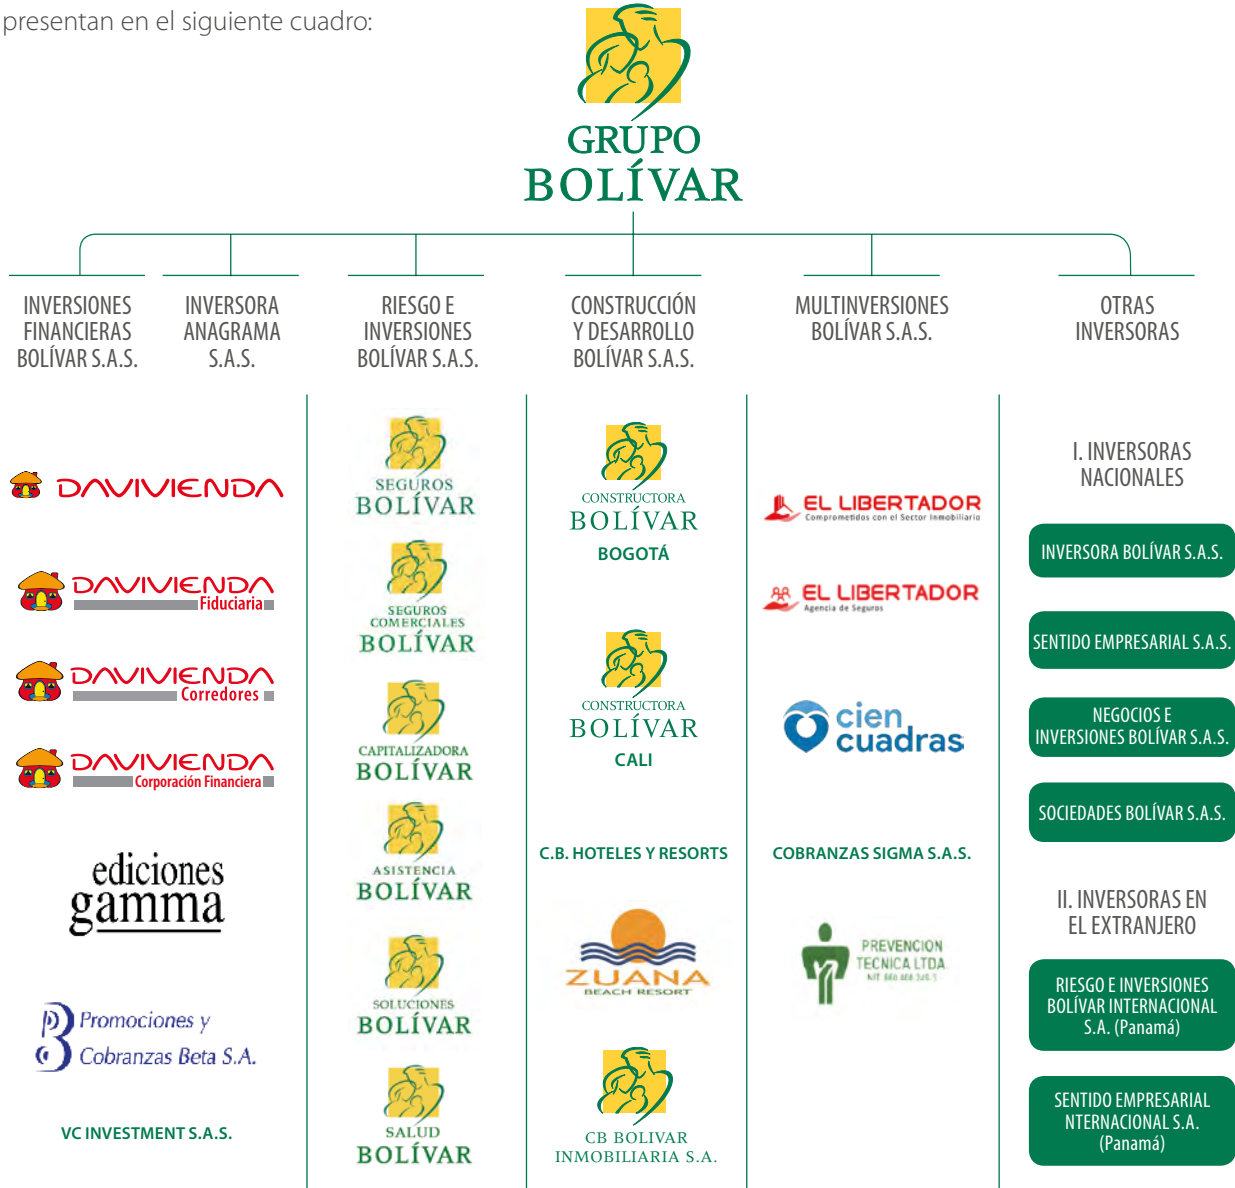 presentan en el siguiente cuadro:
GRUPO
BOLÍVAR
INVERSIONES
FINANCIERAS
BOLÍVAR S.A.S.
INVERSORA
ANAGRAMA
S.A.S.
RIESGO E
INVERSIONES
BOLÍVAR S.A.S.
CONSTRUCCIÓN
Y DESARROLLO
BOLÍVAR S.A.S.
MULTINVERSIONES
BOLÍVAR S.A.S.
OTRAS
INVERSORAS
DAVIVIENDA
DAVIVIENDA
Fiduciaria
DAVIVIENDA
Corredores
DAVIVIENDA
Corporación Financiera
ediciones
gamma
Promociones y
Cobranzas Beta S.A.
VC INVESTMENT S.A.S.
SEGUROS
BOLÍVAR
SEGUROS
COMERCIALES
BOLÍVAR
CAPITALIZADORA
BOLÍVAR
ASISTENCIA
BOLÍVAR
SOLUCIONES
BOLÍVAR
SALUD
BOLÍVAR
CONSTRUCTORA
BOLÍVAR
BOGOTÁ
CONSTRUCTORA
BOLÍVAR
CALI
C.B. HOTELES Y RESORTS
ZUANA
BEACH RESORT
CB BOLIVAR
INMOBILIARIA S.A.
EL LIBERTADOR
Comprometidos con el Sector Inmobiliario
EL LIBERTADOR
Agencia de Seguros
cien
cuadras
COBRANZAS SIGMA S.A.S.
PREVENCION
TECNICA LTDA
NIT.
I. INVERSORAS
NACIONALES
INVERSORA BOLÍVAR S.A.S.
SENTIDO EMPRESARIAL S.A.S.
NEGOCIOS E
INVERSIONES BOLÍVAR S.A.S.
SOCIEDADES BOLÍVAR S.A.S.
II. INVERSORAS EN
EL EXTRANJERO
RIESGO E INVERSIONES
BOLÍVAR INTERNACIONAL
S.A. (Panamá)
SENTIDO EMPRESARIAL
NTERNACIONAL S.A.
(Panamá)